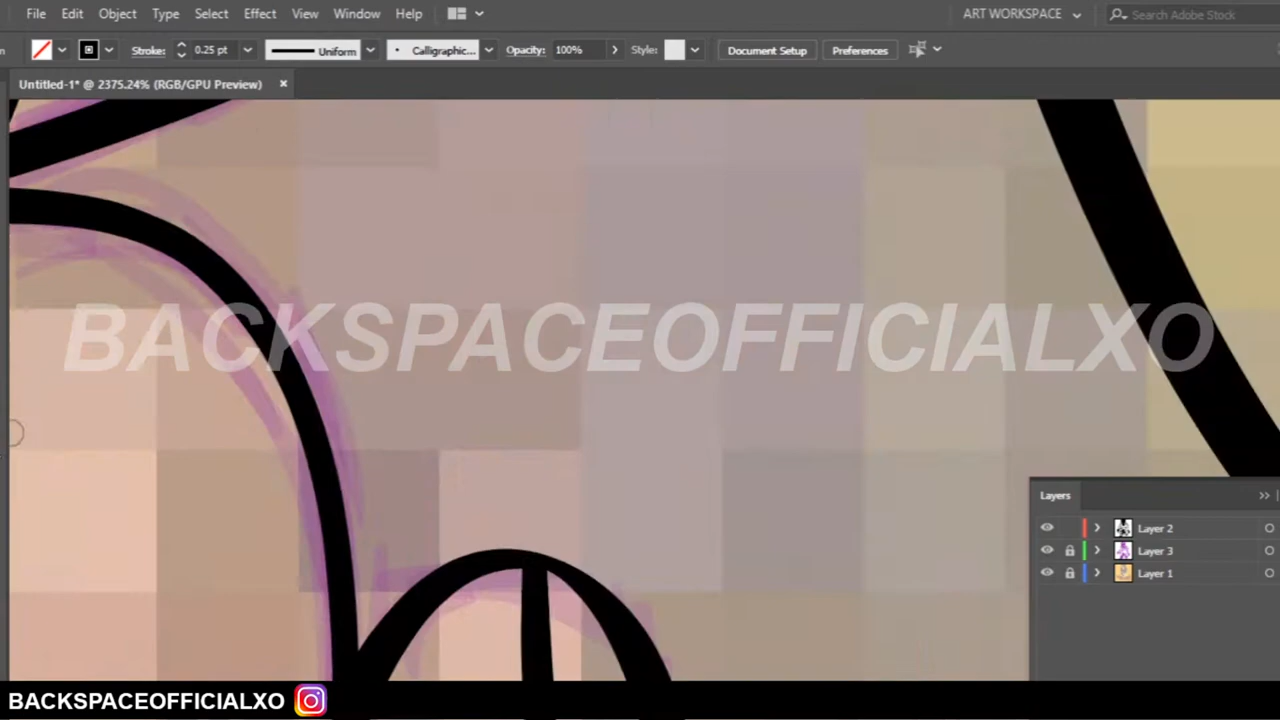 File Edit Object Type Select Effect View Window Help ART WORKSPACE Search Adobe Stock
Stroke: 0.25 pt Uniform Calligraphic... Opacity: 100% Style: Document Setup Preferences
Untitled-1* @ 2375.24% (RGB/GPU Preview) ×
BACKSPACEOFFICIALXO
Layers
Layer 2
Layer 3
Layer 1
BACKSPACEOFFICIALXO